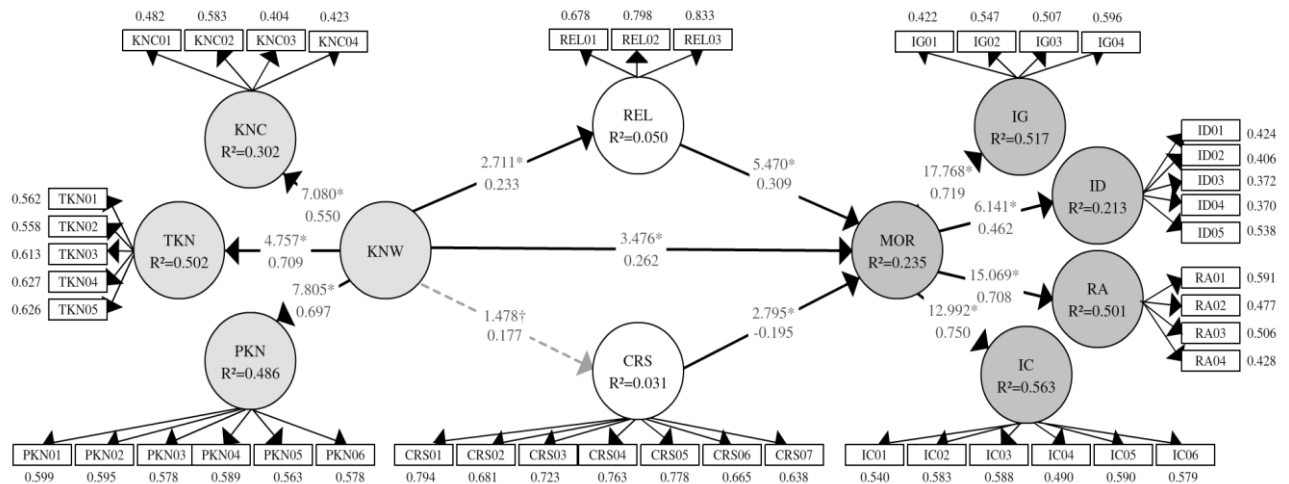 0.482 0.583 0.404 0.423
KNC01 KNC02 KNC03 KNC04
0.678 0.798 0.833
REL01 REL02 REL03
0.422 0.547 0.507 0.596
IG01 IG02 IG03 IG04
KNC
R²=0.302
REL
R²=0.050
IG
R²=0.517
ID01 0.424
ID02 0.406
ID03 0.372
ID04 0.370
ID05 0.538
ID
R²=0.213
2.711*
0.233
5.470*
0.309
17.768*
0.719
6.141*
0.462
7.080*
0.550
0.562 TKN01
0.558 TKN02
0.613 TKN03
0.627 TKN04
0.626 TKN05
TKN
R²=0.502
4.757*
0.709
KNW
3.476*
0.262
MOR
R²=0.235
15.069*
0.708
RA
R²=0.501
RA01 0.591
RA02 0.477
RA03 0.506
RA04 0.428
7.805*
0.697
1.478†
0.177
2.795*
-0.195
12.992*
0.750
PKN
R²=0.486
CRS
R²=0.031
IC
R²=0.563
PKN01 PKN02 PKN03 PKN04 PKN05 PKN06
0.599 0.595 0.578 0.589 0.563 0.578
CRS01 CRS02 CRS03 CRS04 CRS05 CRS06 CRS07
0.794 0.681 0.723 0.763 0.778 0.665 0.638
IC01 IC02 IC03 IC04 IC05 IC06
0.540 0.583 0.588 0.490 0.590 0.579